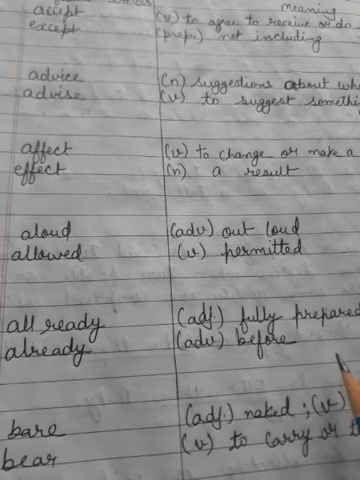 Meaning
accept (v) to agree to receive or do
except (prep.) not including
advice (n) suggestions about
advise (v) to suggest
affect (v) to change or make a
effect (n) a result
aloud (adv) out loud
allowed (v) permitted
all ready (adj.) fully prepared
already (adv) before
bare (adj.) naked ; (v)
bear (v) to carry or